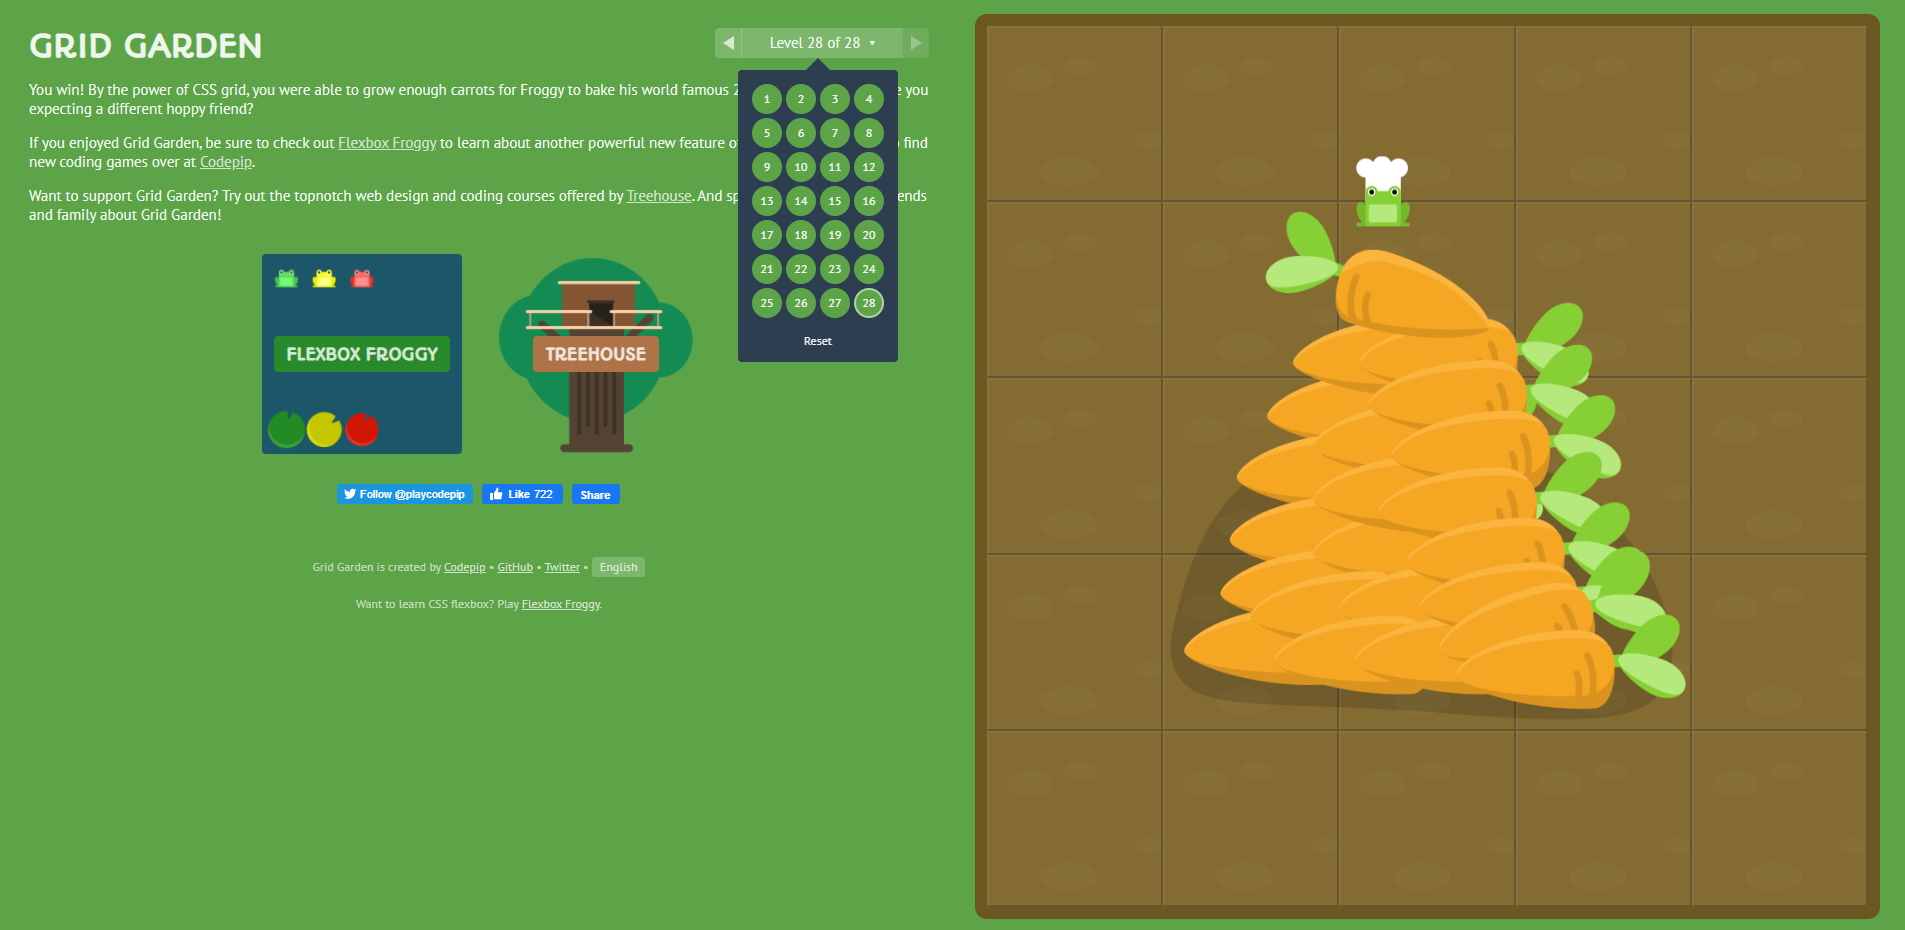 GRID GARDEN
◀ Level 28 of 28 ▼ ▶
You win! By the power of CSS grid, you were able to grow enough carrots for Froggy to bake his world famous 2 you
expecting a different hoppy friend?
If you enjoyed Grid Garden, be sure to check out Flexbox Froggy to learn about another powerful new feature find
new coding games over at Codepip.
Want to support Grid Garden? Try out the topnotch web design and coding courses offered by Treehouse. And
and family about Grid Garden!
1 2 3 4
5 6 7 8
9 10 11 12
13 14 15 16
17 18 19 20
21 22 23 24
25 26 27 28
Reset
FLEXBOX FROGGY
TREEHOUSE
Follow @playcodepip Like 722 Share
Grid Garden is created by Codepip • GitHub • Twitter • English
Want to learn CSS flexbox? Play Flexbox Froggy.